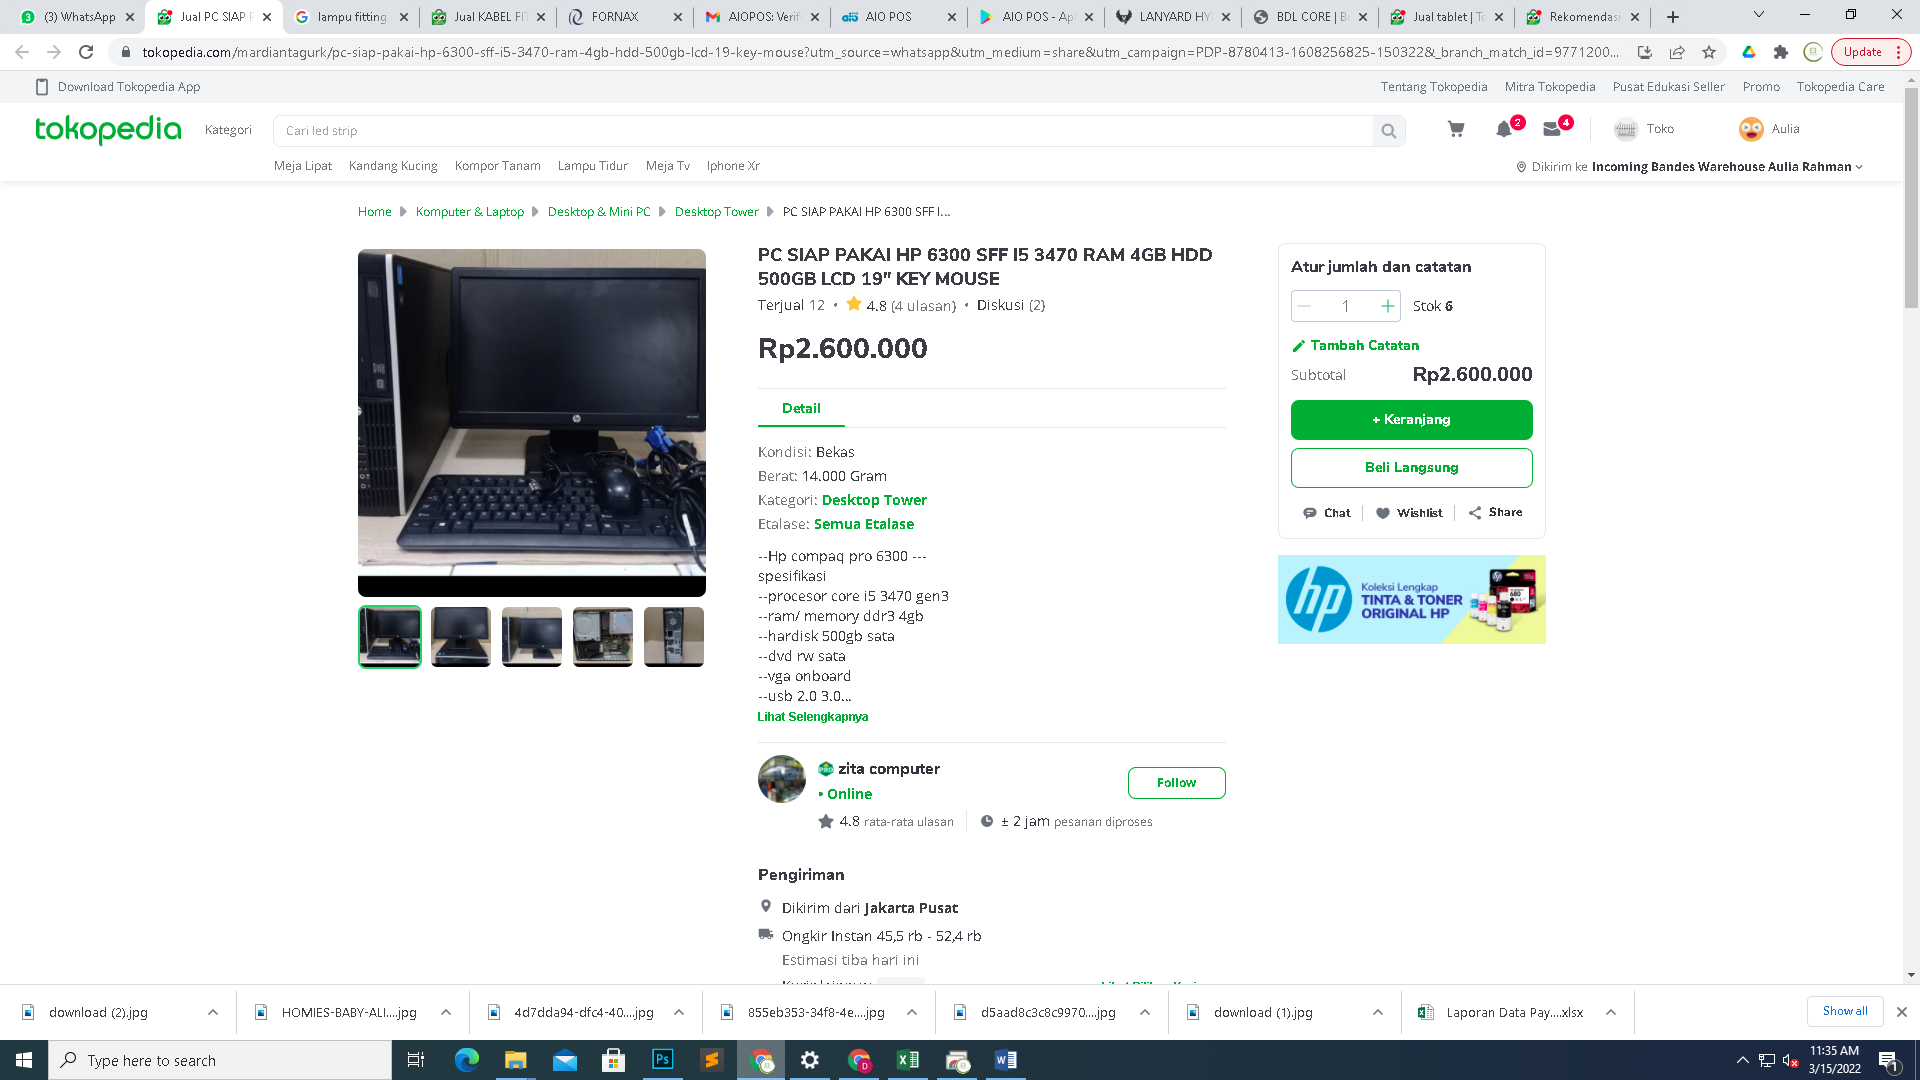 (3) WhatsApp
Jual PC SIAP P
lampu fitting
Jual KABEL FI
FORNAX
AIOPOS: Verif
AIO POS
AIO POS - Ap
LANYARD HY
BDL CORE | B
Jual tablet | To
Rekomendasi
tokopedia.com/mardiantagurk/pc-siap-pakai-hp-6300-sff-i5-3470-ram-4gb-hdd-500gb-lcd-19-key-mouse?utm_source=whatsapp&utm_medium=share&utm_campaign=PDP-8780413-1608256825-150322&_branch_match_id=9771200...
Update
Download Tokopedia App
Tentang Tokopedia
Mitra Tokopedia
Pusat Edukasi Seller
Promo
Tokopedia Care
tokopedia
Kategori
Cari led strip
2
4
Toko
Aulia
Meja Lipat
Kandang Kucing
Kompor Tanam
Lampu Tidur
Meja Tv
Iphone Xr
Dikirim ke Incoming Bandes Warehouse Aulia Rahman
Home
Komputer & Laptop
Desktop & Mini PC
Desktop Tower
PC SIAP PAKAI HP 6300 SFF I...
PC SIAP PAKAI HP 6300 SFF I5 3470 RAM 4GB HDD
500GB LCD 19" KEY MOUSE
Terjual 12 • 4.8 (4 ulasan) • Diskusi (2)
Rp2.600.000
Detail
Kondisi: Bekas
Berat: 14.000 Gram
Kategori: Desktop Tower
Etalase: Semua Etalase
--Hp compaq pro 6300 ---
spesifikasi
--procesor core i5 3470 gen3
--ram/ memory ddr3 4gb
--hardisk 500gb sata
--dvd rw sata
--vga onboard
--usb 2.0 3.0...
Lihat Selengkapnya
PRO zita computer
• Online
Follow
4.8 rata-rata ulasan
± 2 jam pesanan diproses
Pengiriman
Dikirim dari Jakarta Pusat
Ongkir Instan 45,5 rb - 52,4 rb
Estimasi tiba hari ini
Atur jumlah dan catatan
1
Stok 6
Tambah Catatan
Subtotal
Rp2.600.000
+ Keranjang
Beli Langsung
Chat
Wishlist
Share
hp
Koleksi Lengkap
TINTA & TONER
ORIGINAL HP
680
download (2).jpg
HOMIES-BABY-ALI....jpg
4d7dda94-dfc4-40....jpg
855eb353-34f8-4e....jpg
d5aad8c3c8c9970....jpg
download (1).jpg
Laporan Data Pay....xlsx
Show all
Type here to search
Ps
11:35 AM
3/15/2022
1